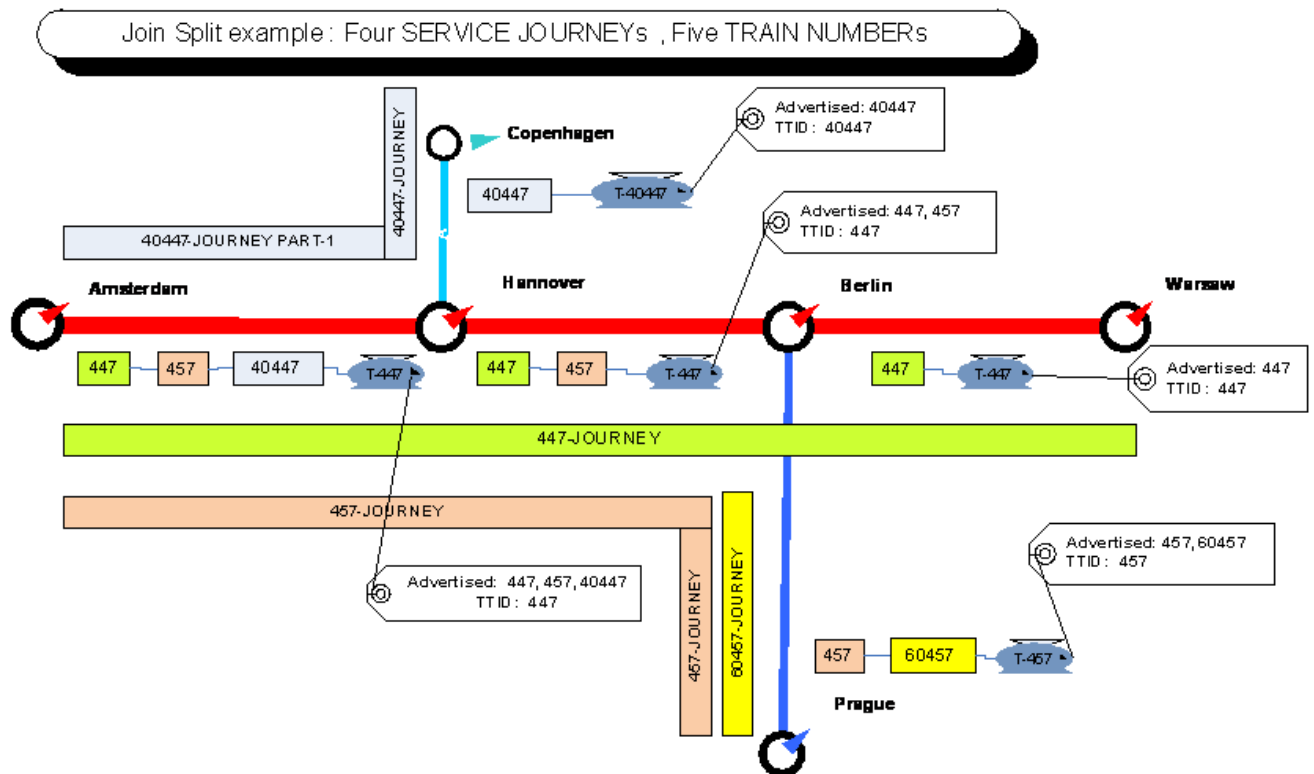 Join Split example : Four SERVICE JOURNEYs , Five TRAIN NUMBERs
40447-JOURNEY
Copenhagen
Advertised: 40447
TTID : 40447
40447
T-40447
40447-JOURNEY PART-1
Advertised: 447, 457
TTID : 447
Amsterdam
Hannover
Berlin
Warsaw
447
457
40447
T-447
447
457
T-447
447
T-447
Advertised: 447
TTID : 447
447-JOURNEY
457-JOURNEY
457-JOURNEY
60457-JOURNEY
Advertised: 457,60457
TTID : 457
Advertised: 447, 457, 40447
TTID : 447
457
60457
T-457
Prague